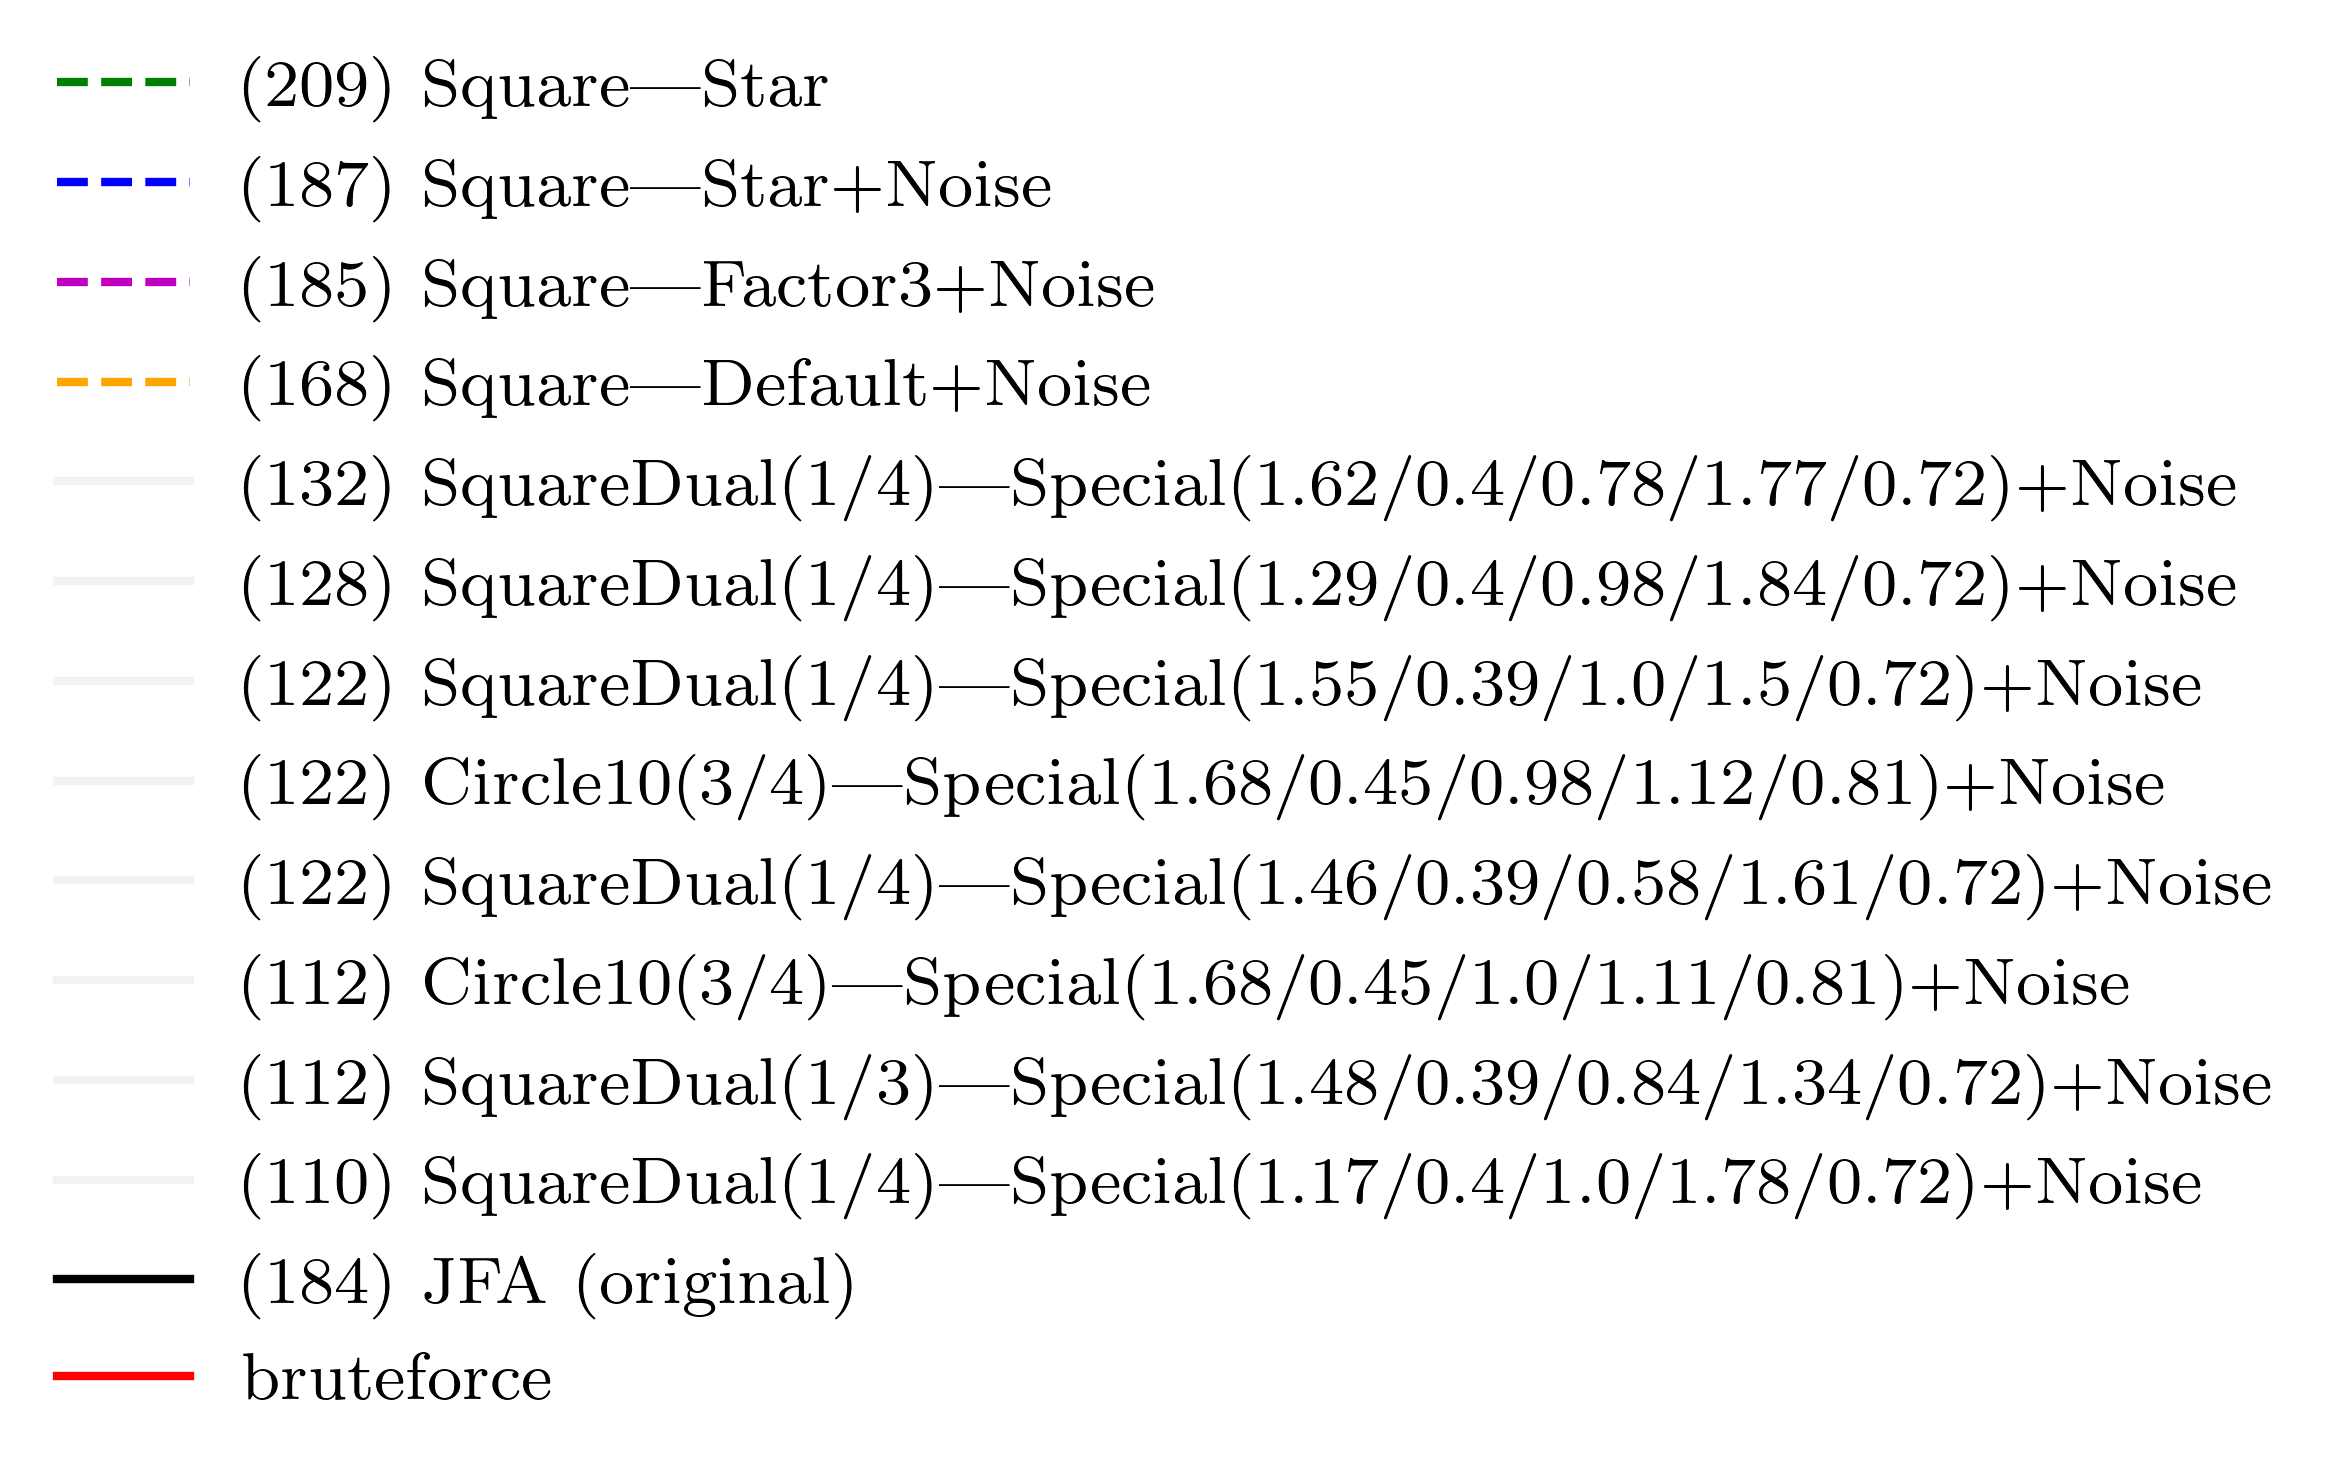 (209) Square—Star
(187) Square—Star+Noise
(185) Square—Factor3+Noise
(168) Square—Default+Noise
(132) SquareDual(1/4)—Special(1.62/0.4/0.78/1.77/0.72)+Noise
(128) SquareDual(1/4)—Special(1.29/0.4/0.98/1.84/0.72)+Noise
(122) SquareDual(1/4)—Special(1.55/0.39/1.0/1.5/0.72)+Noise
(122) Circle10(3/4)—Special(1.68/0.45/0.98/1.12/0.81)+Noise
(122) SquareDual(1/4)—Special(1.46/0.39/0.58/1.61/0.72)+Noise
(112) Circle10(3/4)—Special(1.68/0.45/1.0/1.11/0.81)+Noise
(112) SquareDual(1/3)—Special(1.48/0.39/0.84/1.34/0.72)+Noise
(110) SquareDual(1/4)—Special(1.17/0.4/1.0/1.78/0.72)+Noise
(184) JFA (original)
bruteforce